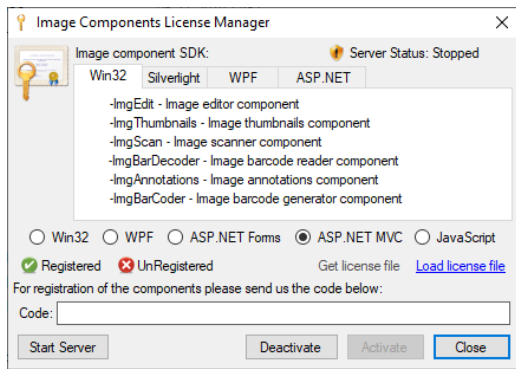 Image Components License Manager
Image component SDK: Server Status: Stopped
Win32 Silverlight WPF ASP.NET
-ImgEdit - Image editor component
-ImgThumbnails - Image thumbnails component
-ImgScan - Image scanner component
-ImgBarDecoder - Image barcode reader component
-ImgAnnotations - Image annotations component
-ImgBarCoder - Image barcode generator component
Win32 WPF ASP.NET Forms ASP.NET MVC JavaScript
Registered UnRegistered Get license file Load license file
For registration of the components please send us the code below:
Code:
Start Server Deactivate Activate Close